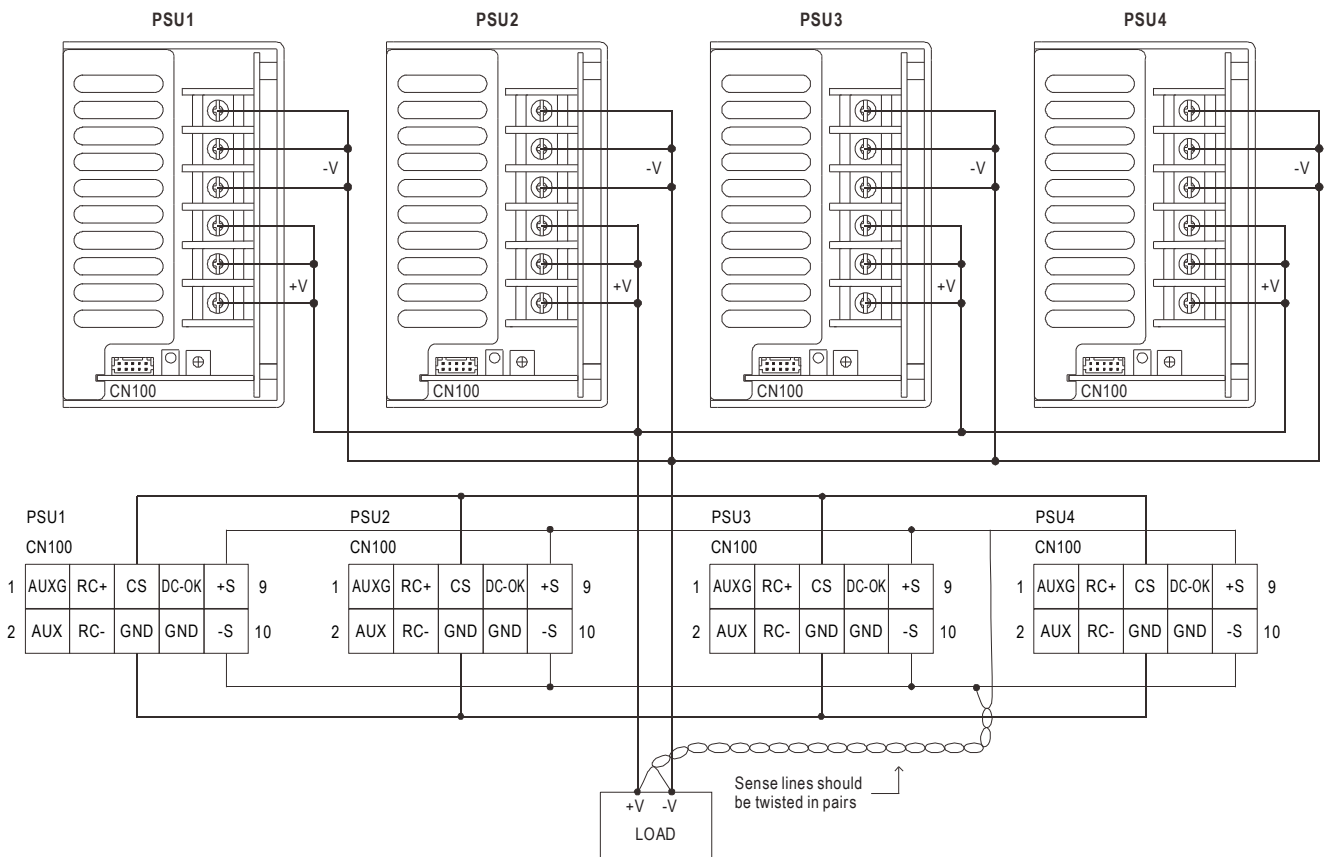 PSU1 PSU2 PSU3 PSU4
-V -V -V -V
+V +V +V +V
CN100 CN100 CN100 CN100
PSU1 PSU2 PSU3 PSU4
CN100 CN100 CN100 CN100
1 AUXG RC+ CS DC-OK +S 9 1 AUXG RC+ CS DC-OK +S 9 1 AUXG RC+ CS DC-OK +S 9 1 AUXG RC+ CS DC-OK +S 9
2 AUX RC- GND GND -S 10 2 AUX RC- GND GND -S 10 2 AUX RC- GND GND -S 10 2 AUX RC- GND GND -S 10
Sense lines should
be twisted in pairs
+V -V
LOAD